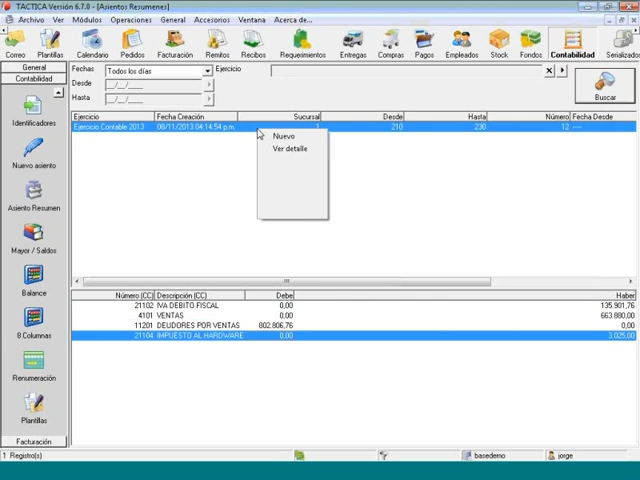 TACTICA Versión 6.7.0 - [Asientos Resumenes]
Archivo Ver Módulos Operaciones General Accesorios Ventana Acerca de...
Correo Plantillas Calendario Pedidos Facturación Remitos Recibos Requerimientos Entregas Compras Pagos Empleados Stock Fondos Contabilidad Serializados
General
Contabilidad
Identificadores
Nuevo asiento
Asiento Resumen
Mayor / Saldos
Balance
8 Columnas
Renumeración
Plantillas
Facturación
Fechas Todos los días Ejercicio
Desde __/__/____
Hasta __/__/____
Buscar
Ejercicio Fecha Creación Sucursal Desde Hasta Número Fecha Desde
Ejercicio Contable 2013 08/11/2013 04:14:54 p.m. 1 210 230 12 ----
Nuevo
Ver detalle
Número (CC) Descripción (CC) Debe Haber
21102 IVA DEBITO FISCAL 0,00 135.901,76
4101 VENTAS 0,00 663.880,00
11201 DEUDORES POR VENTAS 802.806,76 0,00
21104 IMPUESTO AL HARDWARE 0,00 3.025,00
1 Registro(s) basedemo jorge